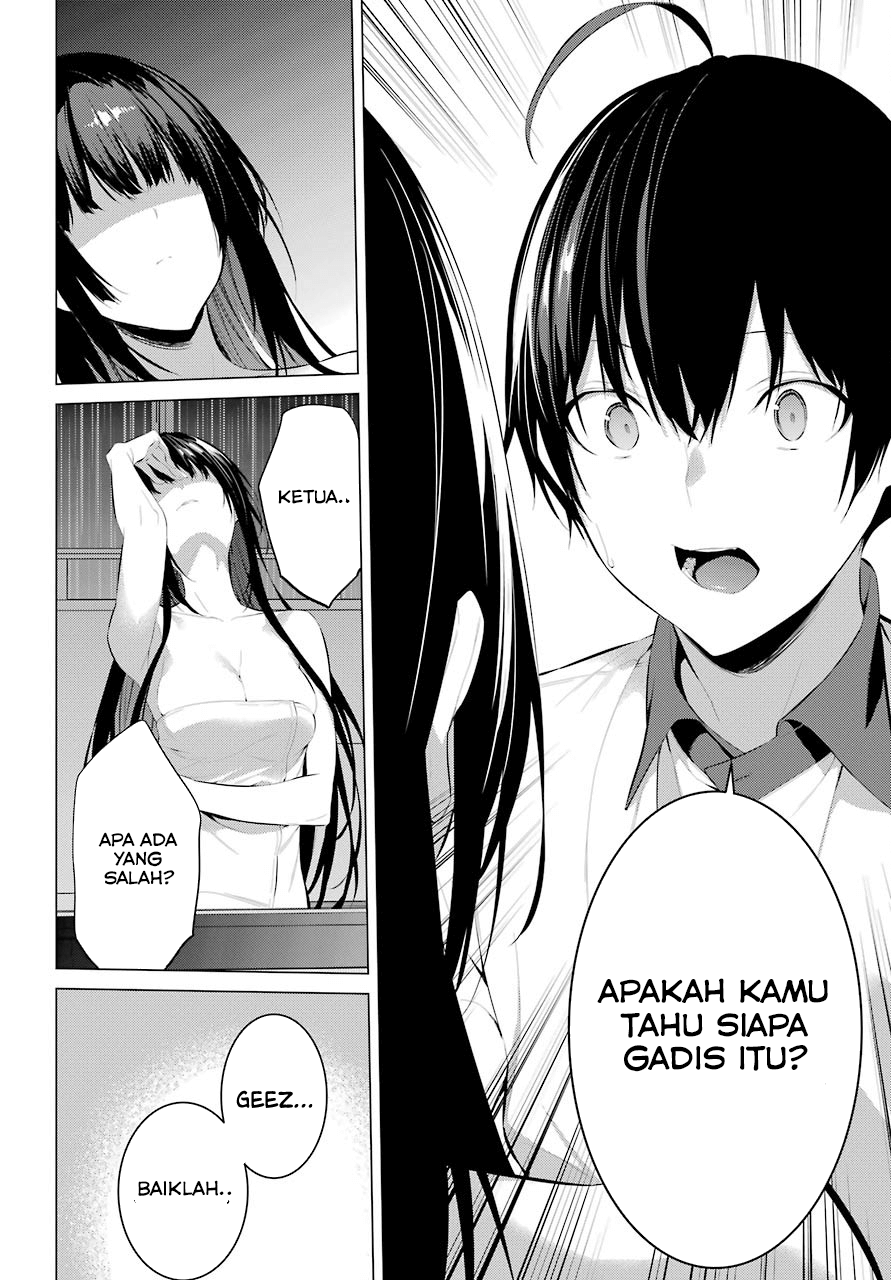 APAKAH KAMU
TAHU SIAPA
GADIS ITU?
KETUA..
APA ADA
YANG
SALAH?
GEEZ...
BAIKLAH..